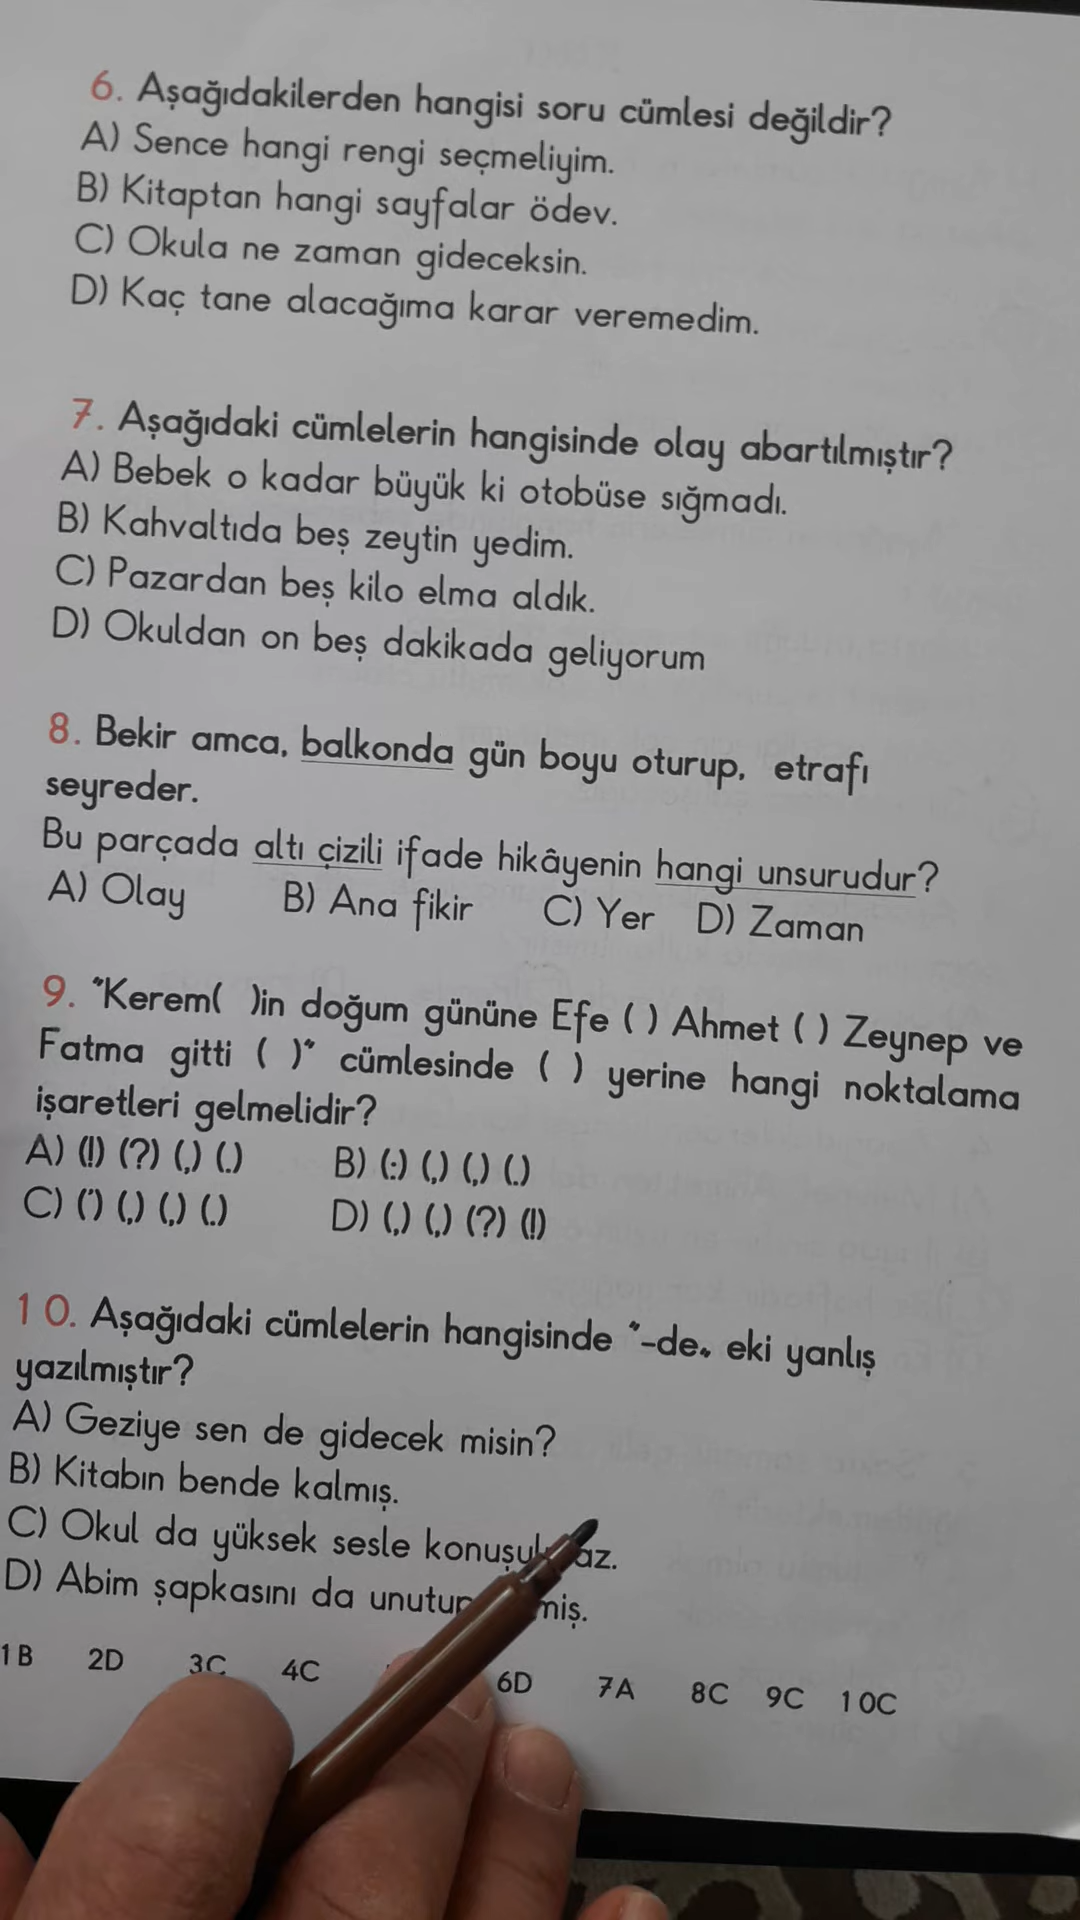 6. Aşağıdakilerden hangisi soru cümlesi değildir?
A) Sence hangi rengi seçmeliyim.
B) Kitaptan hangi sayfalar ödev.
C) Okula ne zaman gideceksin.
D) Kaç tane alacağıma karar veremedim.
7. Aşağıdaki cümlelerin hangisinde olay abartılmıştır?
A) Bebek o kadar büyük ki otobüse sığmadı.
B) Kahvaltıda beş zeytin yedim.
C) Pazardan beş kilo elma aldık.
D) Okuldan on beş dakikada geliyorum
8. Bekir amca, balkonda gün boyu oturup, etrafı
seyreder.
Bu parçada altı çizili ifade hikâyenin hangi unsurudur?
A) Olay B) Ana fikir C) Yer D) Zaman
9. "Kerem( )in doğum gününe Efe ( ) Ahmet ( ) Zeynep ve
Fatma gitti ( )" cümlesinde ( ) yerine hangi noktalama
işaretleri gelmelidir?
A) (!) (?) (,) (.) B) (:) (,) (,) (.)
C) (') (,) (,) (.) D) (,) (,) (?) (!)
10. Aşağıdaki cümlelerin hangisinde "-de" eki yanlış
yazılmıştır?
A) Geziye sen de gidecek misin?
B) Kitabın bende kalmış.
C) Okul da yüksek sesle
D) Abim şapkasını da
1B 2D 3C 4C 6D 7A 8C 9C 10C